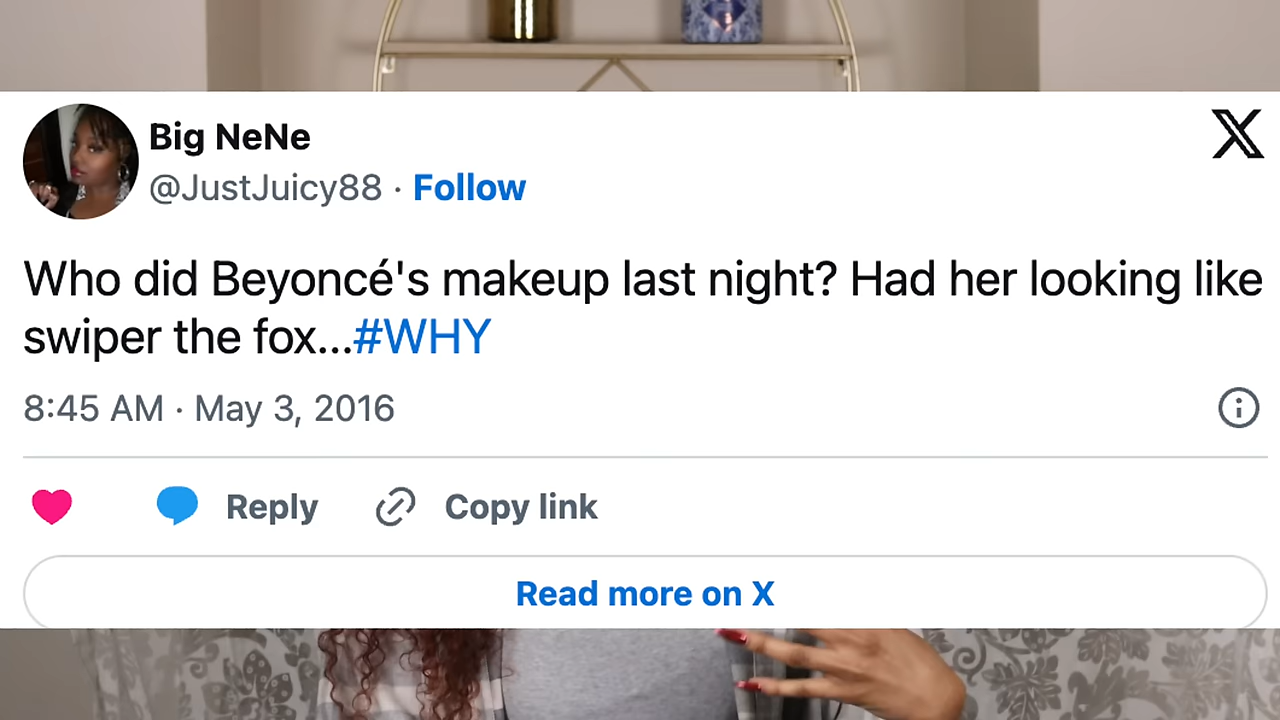 Big NeNe
@JustJuicy88 · Follow
Who did Beyoncé's makeup last night? Had her looking like
swiper the fox...#WHY
8:45 AM · May 3, 2016
Reply Copy link
Read more on X